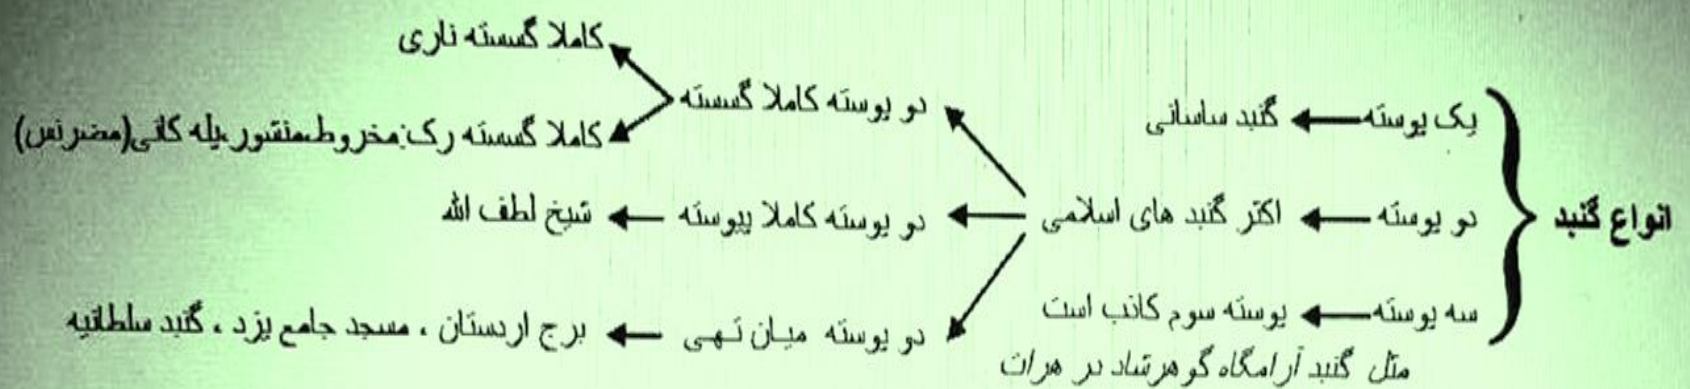 انواع گنبد
یک پوسته ← گنبد ساسانی
دو پوسته ← اکثر گنبد های اسلامی
دو پوسته کاملا گسسته
کاملا گسسته ناری
کاملا گسسته رک:مخروط،منشور،پله کانی(مضرنس)
دو پوسته کاملا پیوسته ← شیخ لطف الله
دو پوسته میان تهی ← برج اردستان ، مسجد جامع یزد ، گنبد سلطانیه
سه پوسته ← پوسته سوم کاذب است
مثل گنبد آرامگاه گوهرشاد در هرات